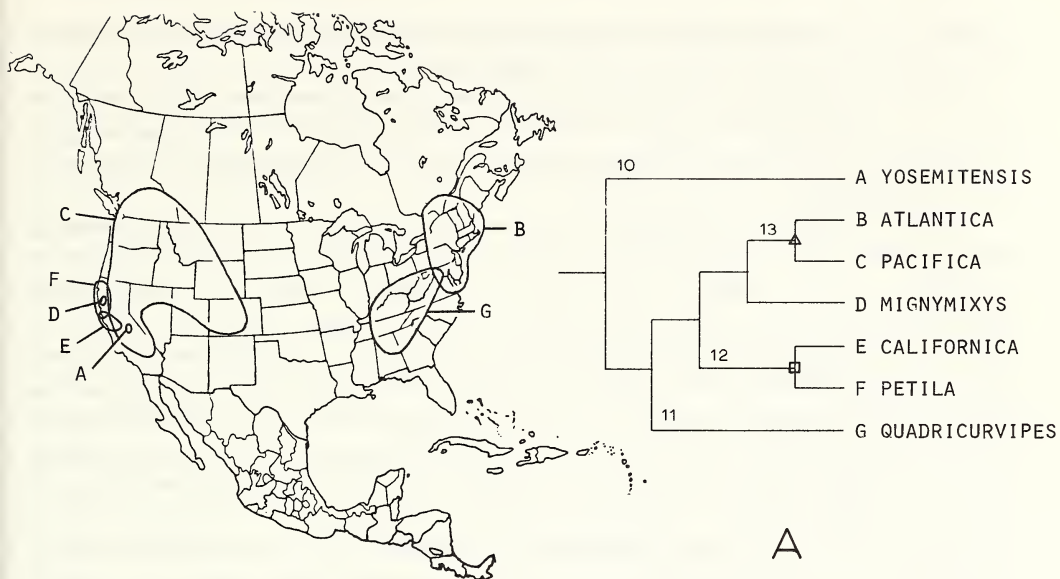 C
F
D
E
A
B
G
10
A YOSEMITENSIS
13
B ATLANTICA
C PACIFICA
D MIGNYMIXYS
12
E CALIFORNICA
F PETILA
11
G QUADRICURVIPES
A